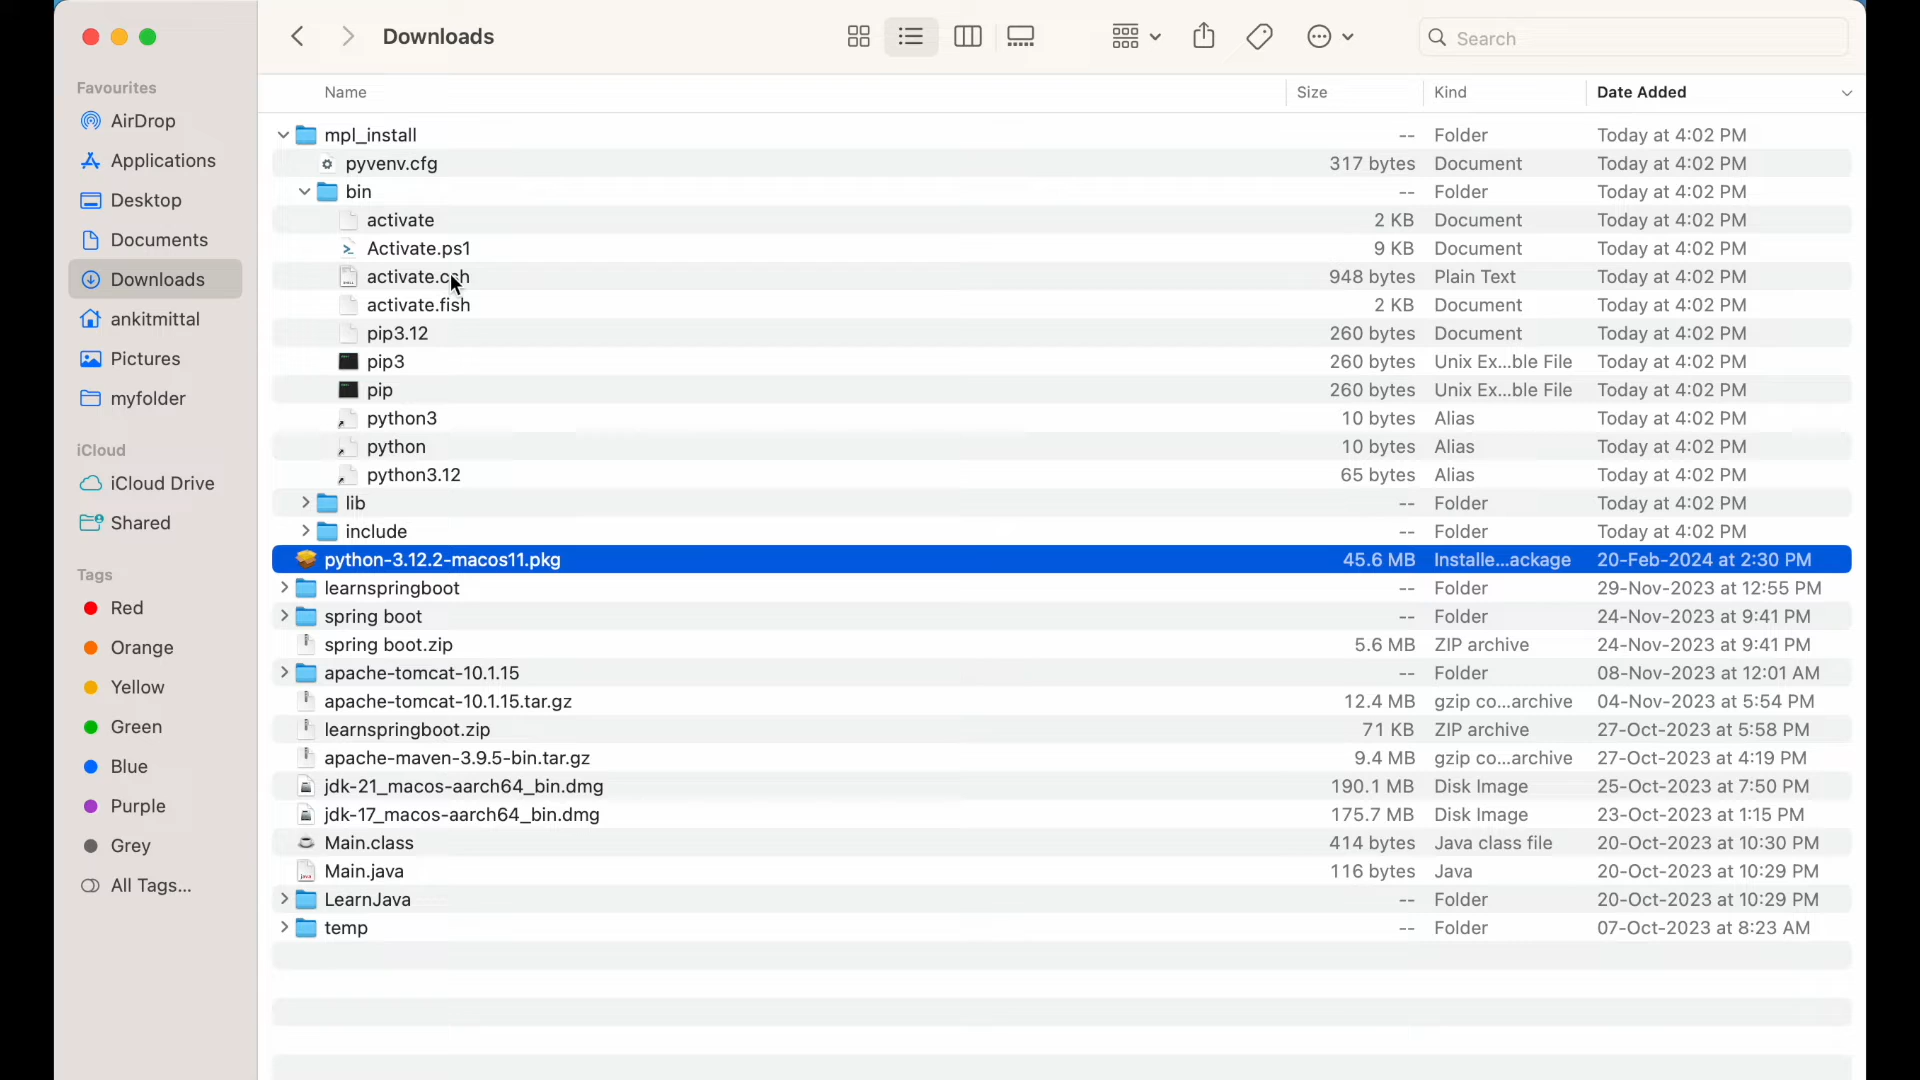 Downloads
Search
Favourites
AirDrop
Applications
Desktop
Documents
Downloads
ankitmittal
Pictures
myfolder
iCloud
iCloud Drive
Shared
Tags
Red
Orange
Yellow
Green
Blue
Purple
Grey
All Tags...
Name Size Kind Date Added
mpl_install -- Folder Today at 4:02 PM
pyvenv.cfg 317 bytes Document Today at 4:02 PM
bin -- Folder Today at 4:02 PM
activate 2 KB Document Today at 4:02 PM
Activate.ps1 9 KB Document Today at 4:02 PM
activate.csh 948 bytes Plain Text Today at 4:02 PM
activate.fish 2 KB Document Today at 4:02 PM
pip3.12 260 bytes Document Today at 4:02 PM
pip3 260 bytes Unix Ex...ble File Today at 4:02 PM
pip 260 bytes Unix Ex...ble File Today at 4:02 PM
python3 10 bytes Alias Today at 4:02 PM
python 10 bytes Alias Today at 4:02 PM
python3.12 65 bytes Alias Today at 4:02 PM
lib -- Folder Today at 4:02 PM
include -- Folder Today at 4:02 PM
python-3.12.2-macos11.pkg 45.6 MB Installe...ackage 20-Feb-2024 at 2:30 PM
learnspringboot -- Folder 29-Nov-2023 at 12:55 PM
spring boot -- Folder 24-Nov-2023 at 9:41 PM
spring boot.zip 5.6 MB ZIP archive 24-Nov-2023 at 9:41 PM
apache-tomcat-10.1.15 -- Folder 08-Nov-2023 at 12:01 AM
apache-tomcat-10.1.15.tar.gz 12.4 MB gzip co...archive 04-Nov-2023 at 5:54 PM
learnspringboot.zip 71 KB ZIP archive 27-Oct-2023 at 5:58 PM
apache-maven-3.9.5-bin.tar.gz 9.4 MB gzip co...archive 27-Oct-2023 at 4:19 PM
jdk-21_macos-aarch64_bin.dmg 190.1 MB Disk Image 25-Oct-2023 at 7:50 PM
jdk-17_macos-aarch64_bin.dmg 175.7 MB Disk Image 23-Oct-2023 at 1:15 PM
Main.class 414 bytes Java class file 20-Oct-2023 at 10:30 PM
Main.java 116 bytes Java 20-Oct-2023 at 10:29 PM
LearnJava -- Folder 20-Oct-2023 at 10:29 PM
temp -- Folder 07-Oct-2023 at 8:23 AM